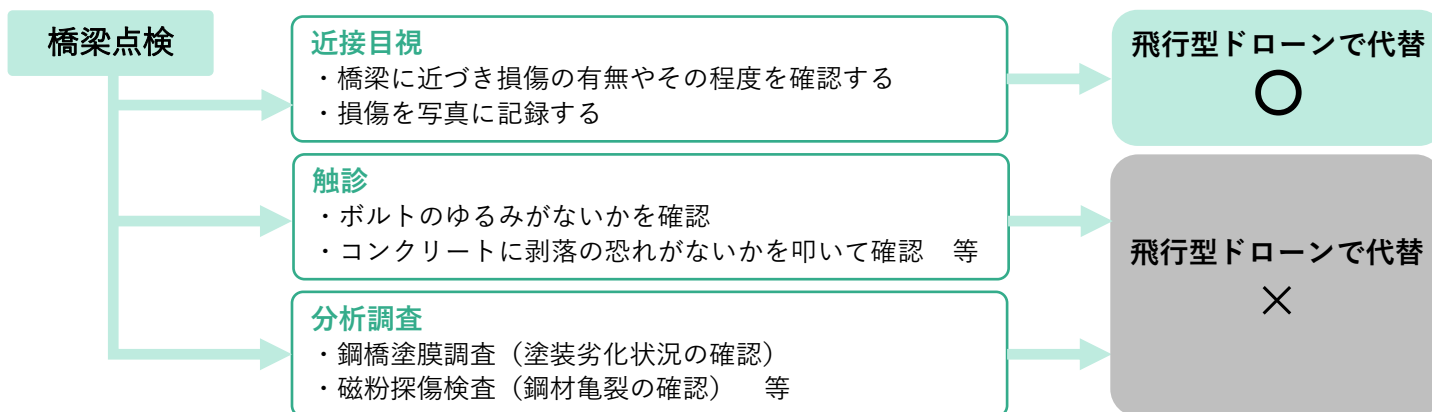 橋梁点検
近接目視
・橋梁に近づき損傷の有無やその程度を確認する
・損傷を写真に記録する
飛行型ドローンで代替
○
触診
・ボルトのゆるみがないかを確認
・コンクリートに剥落の恐れがないかを叩いて確認　等
分析調査
・鋼橋塗膜調査（塗装劣化状況の確認）
・磁粉探傷検査（鋼材亀裂の確認）　等
飛行型ドローンで代替
×